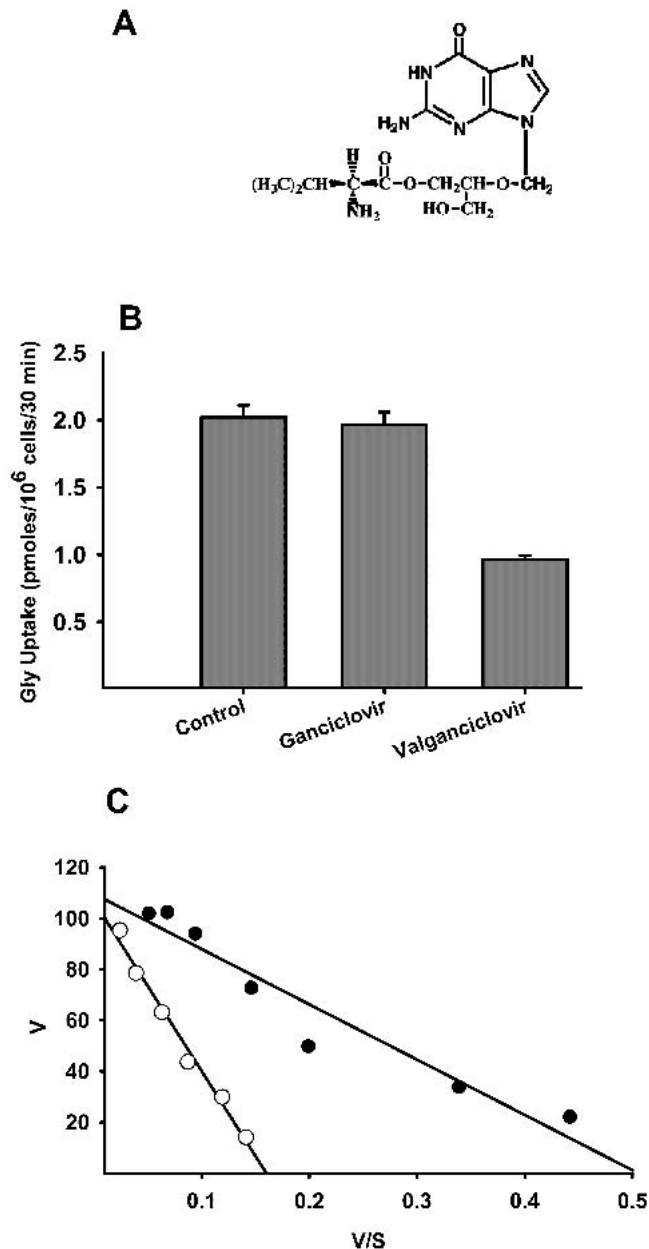 A
O
HN
N
H₂N
N
N
H
O
(H₃C)₂CH
C
C–O–CH₂CH–O–CH₂
NH₂
HO–CH₂
B
Gly Uptake (pmoles/10⁶ cells/30 min)
2.5
2.0
1.5
1.0
0.5
Control
Ganciclovir
Valganciclovir
C
V
120
100
80
60
40
20
0.1
0.2
0.3
0.4
0.5
V/S